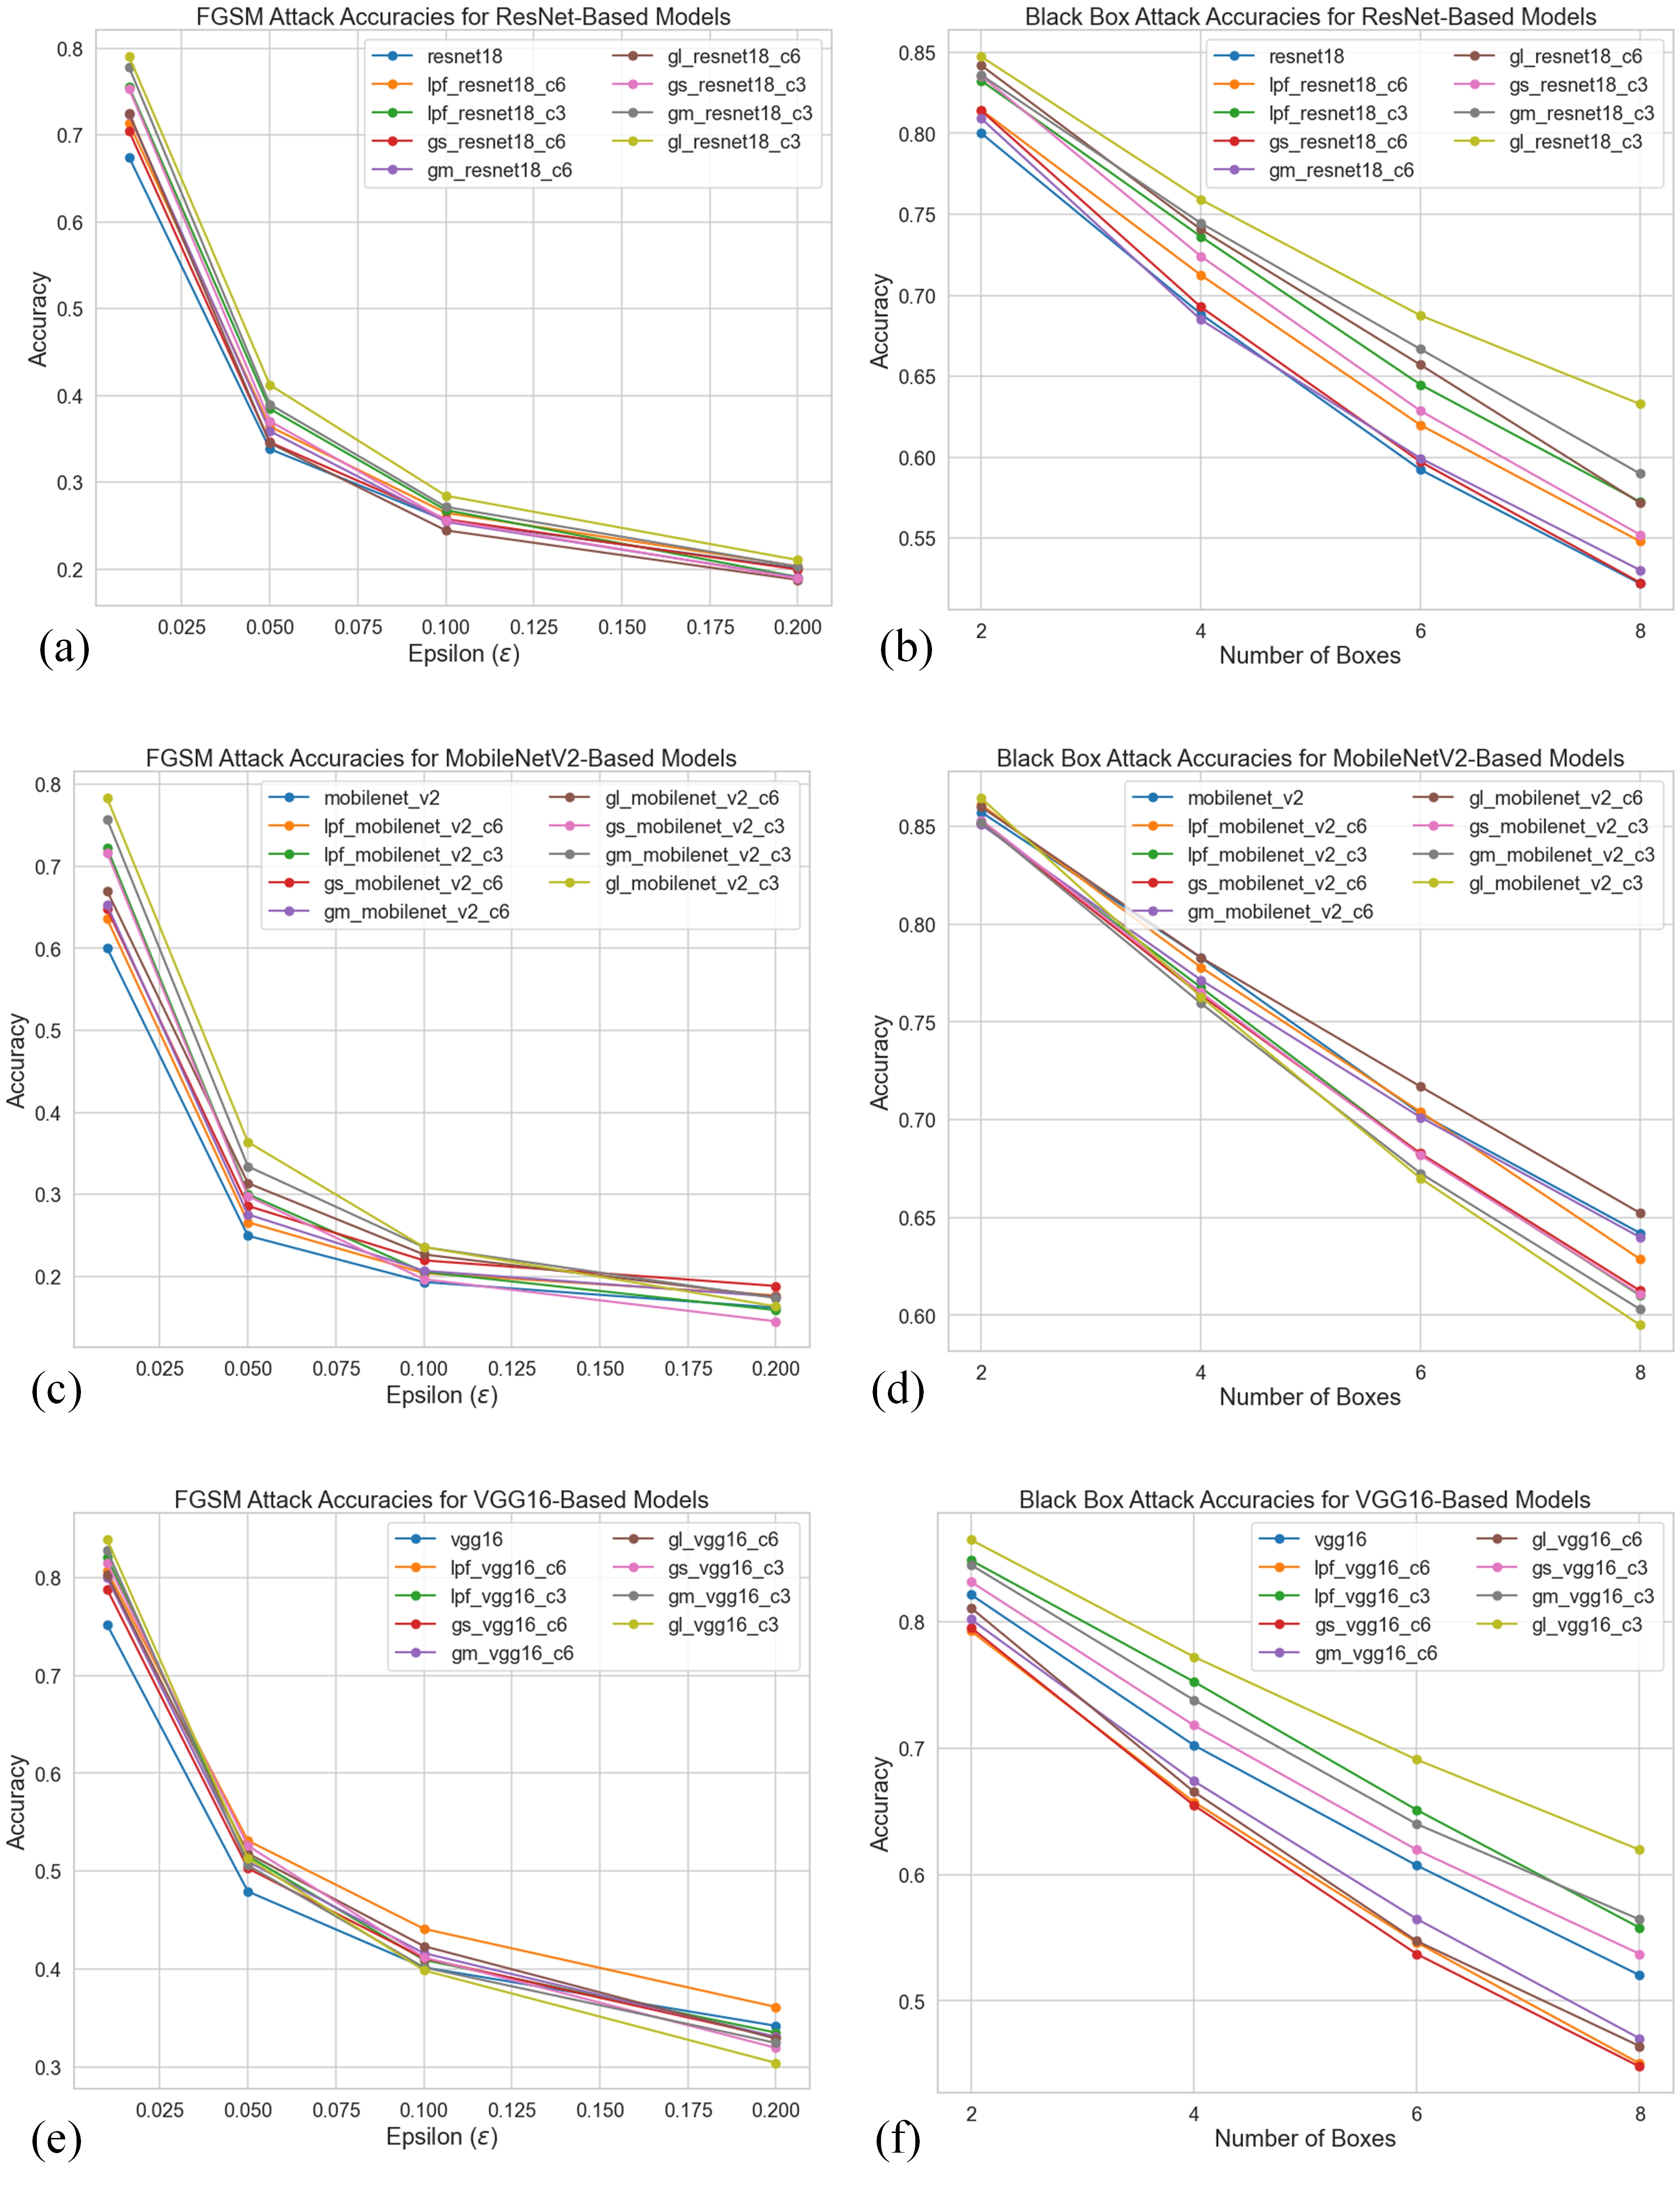 FGSM Attack Accuracies for ResNet-Based Models
0.8
0.7
0.6
0.5
0.4
0.3
0.2
Accuracy
resnet18
lpf_resnet18_c6
lpf_resnet18_c3
gs_resnet18_c6
gm_resnet18_c6
gl_resnet18_c6
gs_resnet18_c3
gm_resnet18_c3
gl_resnet18_c3
0.025 0.050 0.075 0.100 0.125 0.150 0.175 0.200
Epsilon (ε)
(a)
Black Box Attack Accuracies for ResNet-Based Models
0.85
0.80
0.75
0.70
0.65
0.60
0.55
Accuracy
resnet18
lpf_resnet18_c6
lpf_resnet18_c3
gs_resnet18_c6
gm_resnet18_c6
gl_resnet18_c6
gs_resnet18_c3
gm_resnet18_c3
gl_resnet18_c3
2 4 6 8
Number of Boxes
(b)
FGSM Attack Accuracies for MobileNetV2-Based Models
0.8
0.7
0.6
0.5
0.4
0.3
0.2
Accuracy
mobilenet_v2
lpf_mobilenet_v2_c6
lpf_mobilenet_v2_c3
gs_mobilenet_v2_c6
gm_mobilenet_v2_c6
gl_mobilenet_v2_c6
gs_mobilenet_v2_c3
gm_mobilenet_v2_c3
gl_mobilenet_v2_c3
0.025 0.050 0.075 0.100 0.125 0.150 0.175 0.200
Epsilon (ε)
(c)
Black Box Attack Accuracies for MobileNetV2-Based Models
0.85
0.80
0.75
0.70
0.65
0.60
Accuracy
mobilenet_v2
lpf_mobilenet_v2_c6
lpf_mobilenet_v2_c3
gs_mobilenet_v2_c6
gm_mobilenet_v2_c6
gl_mobilenet_v2_c6
gs_mobilenet_v2_c3
gm_mobilenet_v2_c3
gl_mobilenet_v2_c3
2 4 6 8
Number of Boxes
(d)
FGSM Attack Accuracies for VGG16-Based Models
0.8
0.7
0.6
0.5
0.4
0.3
Accuracy
vgg16
lpf_vgg16_c6
lpf_vgg16_c3
gs_vgg16_c6
gm_vgg16_c6
gl_vgg16_c6
gs_vgg16_c3
gm_vgg16_c3
gl_vgg16_c3
0.025 0.050 0.075 0.100 0.125 0.150 0.175 0.200
Epsilon (ε)
(e)
Black Box Attack Accuracies for VGG16-Based Models
0.8
0.7
0.6
0.5
Accuracy
vgg16
lpf_vgg16_c6
lpf_vgg16_c3
gs_vgg16_c6
gm_vgg16_c6
gl_vgg16_c6
gs_vgg16_c3
gm_vgg16_c3
gl_vgg16_c3
2 4 6 8
Number of Boxes
(f)